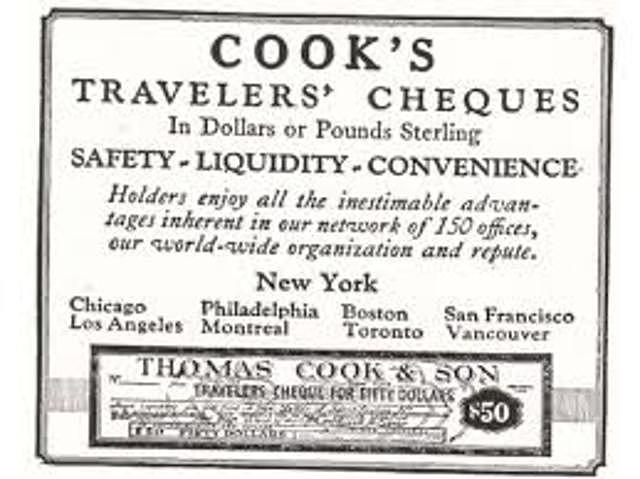 COOK'S
TRAVELERS' CHEQUES
In Dollars or Pounds Sterling
SAFETY - LIQUIDITY - CONVENIENCE
Holders enjoy all the inestimable advan-
tages inherent in our network of 150 offices,
our world-wide organization and repute.
New York
Chicago Philadelphia Boston San Francisco
Los Angeles Montreal Toronto Vancouver
THOMAS COOK & SON
TRAVELERS CHEQUE FOR FIFTY DOLLARS
$50
FIFTY DOLLARS